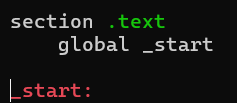 section .text
    global _start
_start: